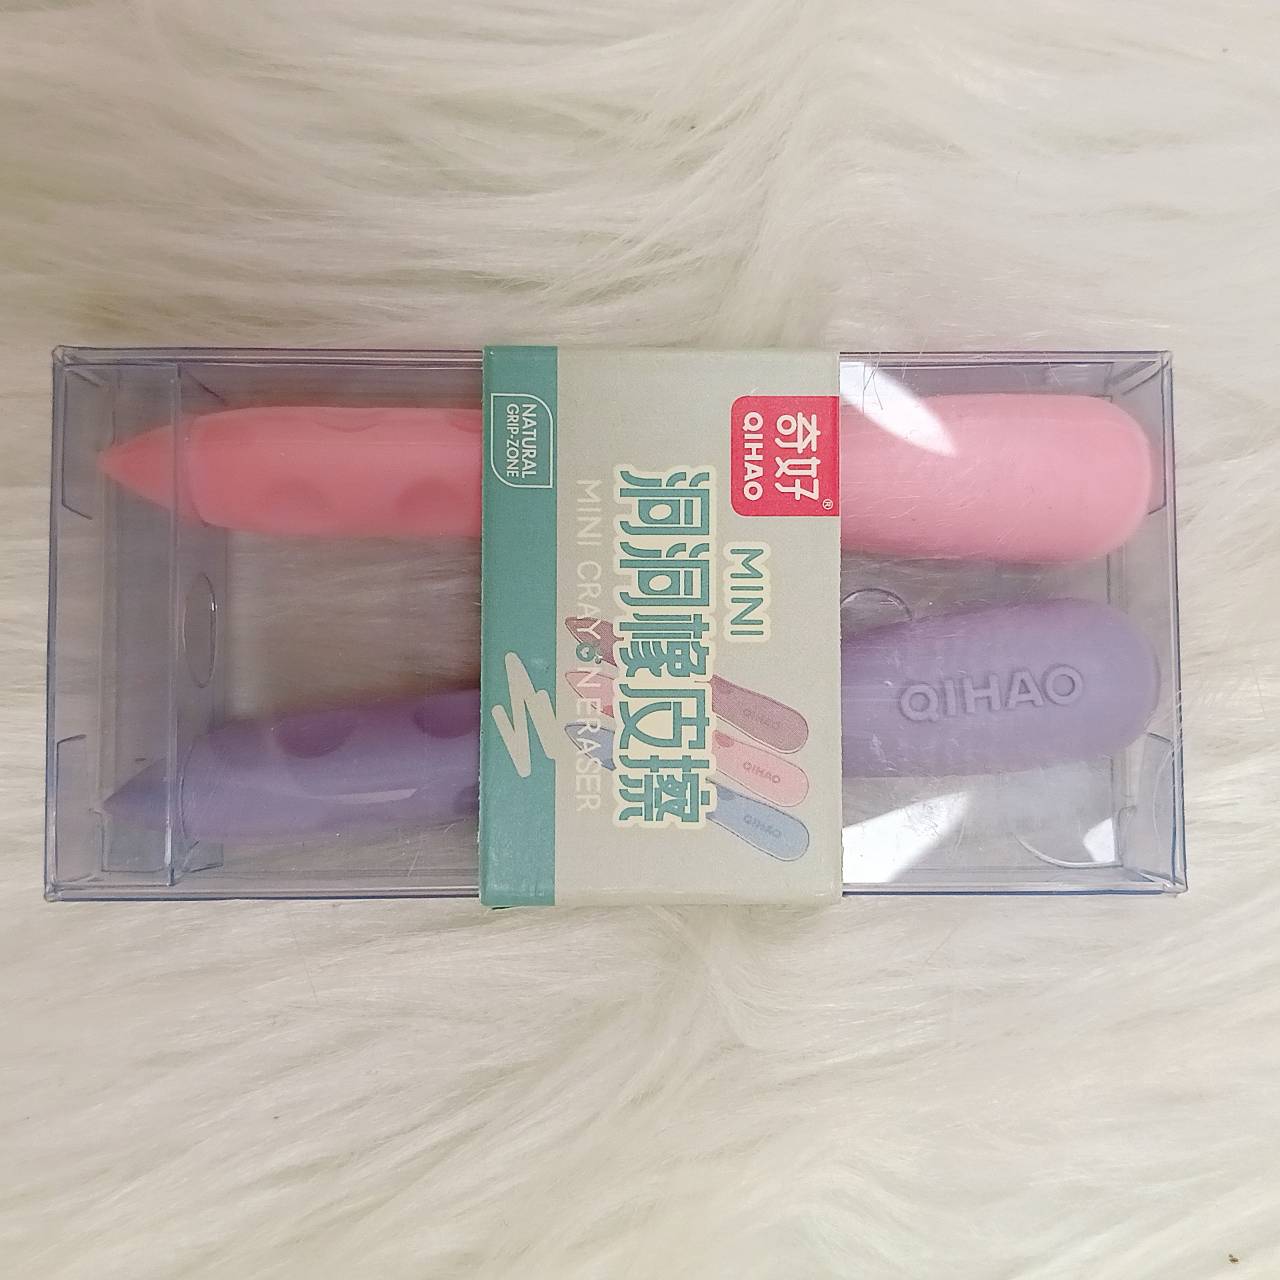 奇好®
QIHAO
MINI
洞洞橡皮擦
MINI CRAYON ERASER
NATURAL
GRIP-ZONE
QIHAO
QIHAO
QIHAO
QIHAO